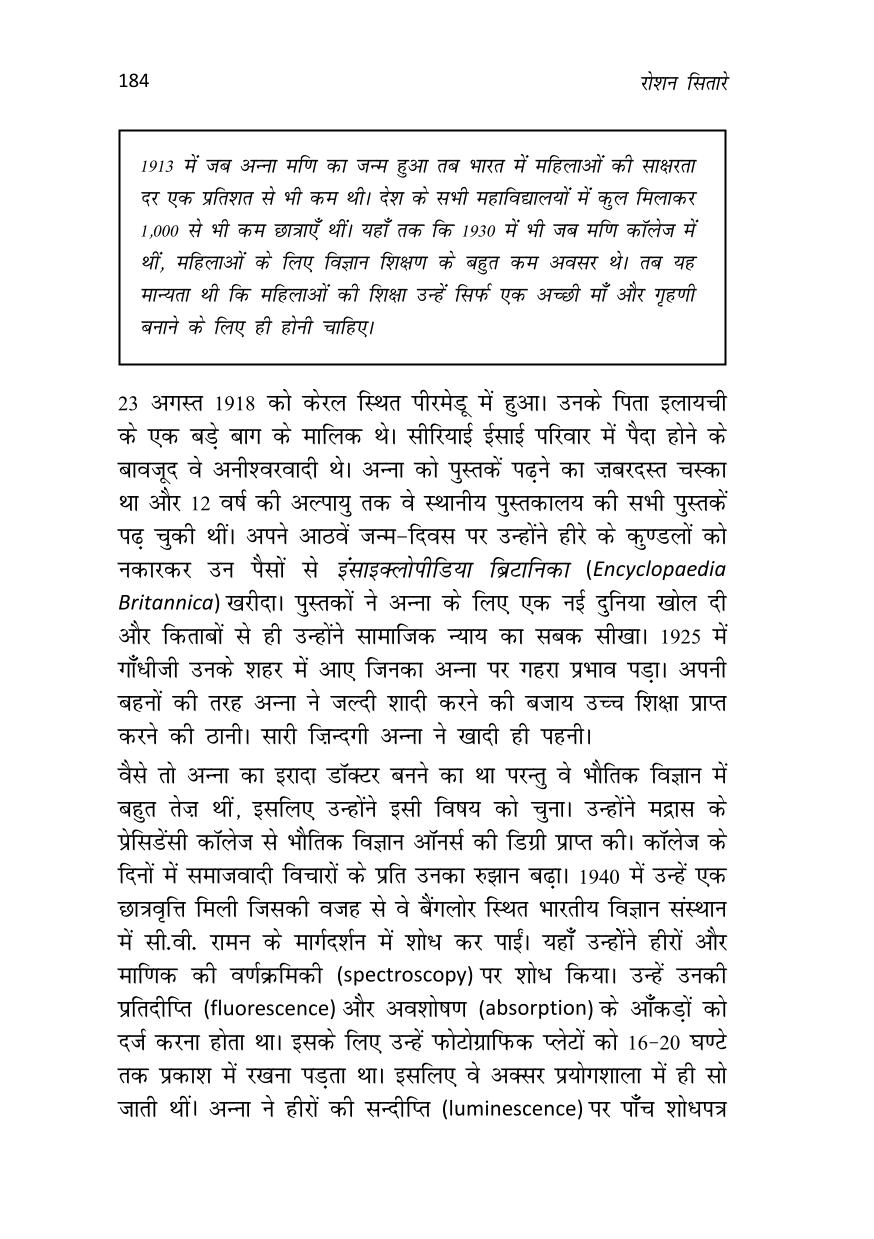 184 रोशन सितारे
1913 में जब अन्ना मणि का जन्म हुआ तब भारत में महिलाओं की साक्षरता
दर एक प्रतिशत से भी कम थी। देश के सभी महाविद्यालयों में कुल मिलाकर
1,000 से भी कम छात्राएँ थीं। यहाँ तक कि 1930 में भी जब मणि कॉलेज में
थीं, महिलाओं के लिए विज्ञान शिक्षण के बहुत कम अवसर थे। तब यह
मान्यता थी कि महिलाओं की शिक्षा उन्हें सिर्फ एक अच्छी माँ और गृहणी
बनाने के लिए ही होनी चाहिए।
23 अगस्त 1918 को केरल स्थित पीरमेडू में हुआ। उनके पिता इलायची
के एक बड़े बाग के मालिक थे। सीरियाई ईसाई परिवार में पैदा होने के
बावजूद वे अनीश्वरवादी थे। अन्ना को पुस्तकें पढ़ने का ज़बरदस्त चस्का
था और 12 वर्ष की अल्पायु तक वे स्थानीय पुस्तकालय की सभी पुस्तकें
पढ़ चुकी थीं। अपने आठवें जन्म-दिवस पर उन्होंने हीरे के कुण्डलों को
नकारकर उन पैसों से इंसाइक्लोपीडिया ब्रिटानिका (Encyclopaedia
Britannica) खरीदा। पुस्तकों ने अन्ना के लिए एक नई दुनिया खोल दी
और किताबों से ही उन्होंने सामाजिक न्याय का सबक सीखा। 1925 में
गाँधीजी उनके शहर में आए जिनका अन्ना पर गहरा प्रभाव पड़ा। अपनी
बहनों की तरह अन्ना ने जल्दी शादी करने की बजाय उच्च शिक्षा प्राप्त
करने की ठानी। सारी ज़िन्दगी अन्ना ने खादी ही पहनी।
वैसे तो अन्ना का इरादा डॉक्टर बनने का था परन्तु वे भौतिक विज्ञान में
बहुत तेज़ थीं, इसलिए उन्होंने इसी विषय को चुना। उन्होंने मद्रास के
प्रेसिडेंसी कॉलेज से भौतिक विज्ञान ऑनर्स की डिग्री प्राप्त की। कॉलेज के
दिनों में समाजवादी विचारों के प्रति उनका रुझान बढ़ा। 1940 में उन्हें एक
छात्रवृत्ति मिली जिसकी वजह से वे बैंगलोर स्थित भारतीय विज्ञान संस्थान
में सी.वी. रामन के मार्गदर्शन में शोध कर पाईं। यहाँ उन्होंने हीरों और
माणिक की वर्णक्रमिकी (spectroscopy) पर शोध किया। उन्हें उनकी
प्रतिदीप्ति (fluorescence) और अवशोषण (absorption) के आँकड़ों को
दर्ज करना होता था। इसके लिए उन्हें फोटोग्राफिक प्लेटों को 16-20 घण्टे
तक प्रकाश में रखना पड़ता था। इसलिए वे अक्सर प्रयोगशाला में ही सो
जाती थीं। अन्ना ने हीरों की सन्दीप्ति (luminescence) पर पाँच शोधपत्र